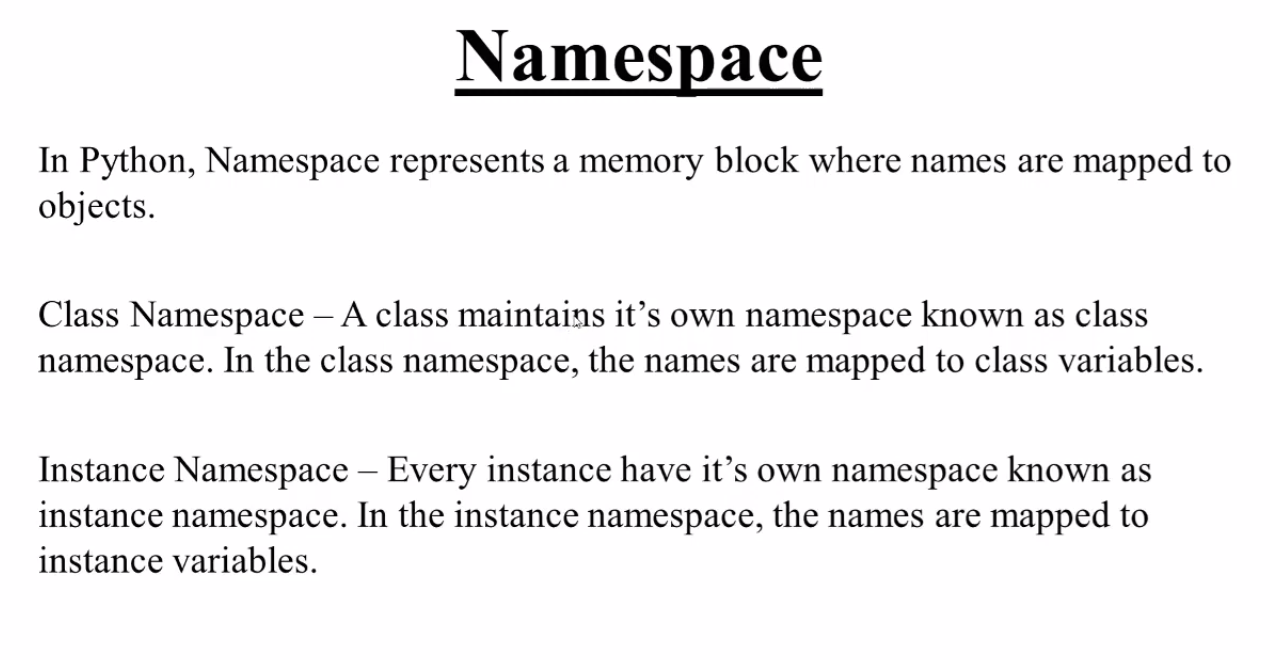 Namespace
In Python, Namespace represents a memory block where names are mapped to
objects.
Class Namespace – A class maintains it’s own namespace known as class
namespace. In the class namespace, the names are mapped to class variables.
Instance Namespace – Every instance have it’s own namespace known as
instance namespace. In the instance namespace, the names are mapped to
instance variables.